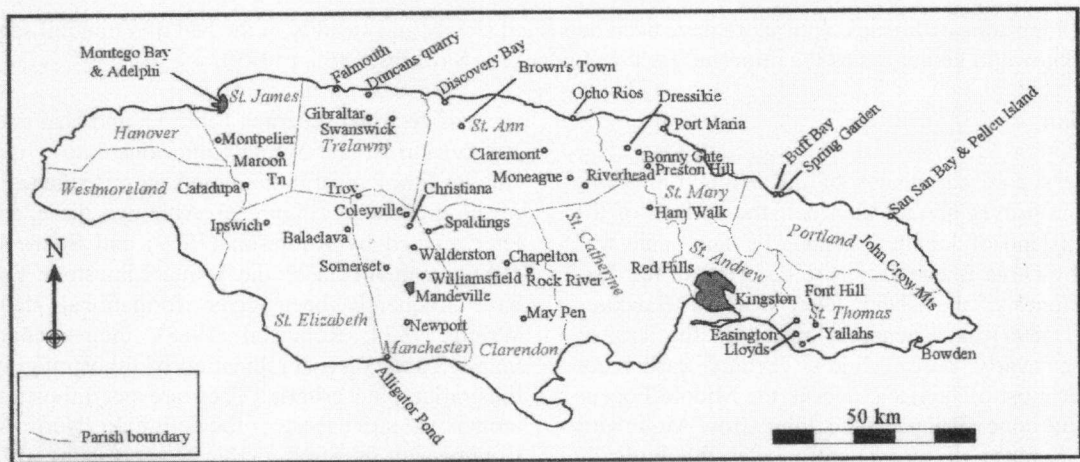 Montego Bay
& Adelphi
Falmouth
Duncans quarry
Discovery Bay
Brown's Town
Ocho Rios
Dressikie
Port Maria
Buff Bay
Spring Garden
San San Bay & Pallen Island
St. James
Hanover
Montpelier
Maroon
Tn
Gibraltar
Swanswick
Trelawny
St. Ann
Claremont
Bonny Gate
Preston Hill
Moneague
Riverhead
St. Mary
Westmoreland
Catadupa
Troy
Christiana
Coleyville
Spaldings
Ham Walk
Ipswich
Balaclava
Walderston
Chapelton
St. Catherine
St. Andrew
Portland
John Crow Mts
N
Somerset
Williamsfield
Rock River
Red Hills
Mandeville
Kingston
Font Hill
St. Thomas
St. Elizabeth
Newport
May Pen
Easington
Yallahs
Manchester
Clarendon
Lloyds
Bowden
Alligator Pond
Parish boundary
50 km